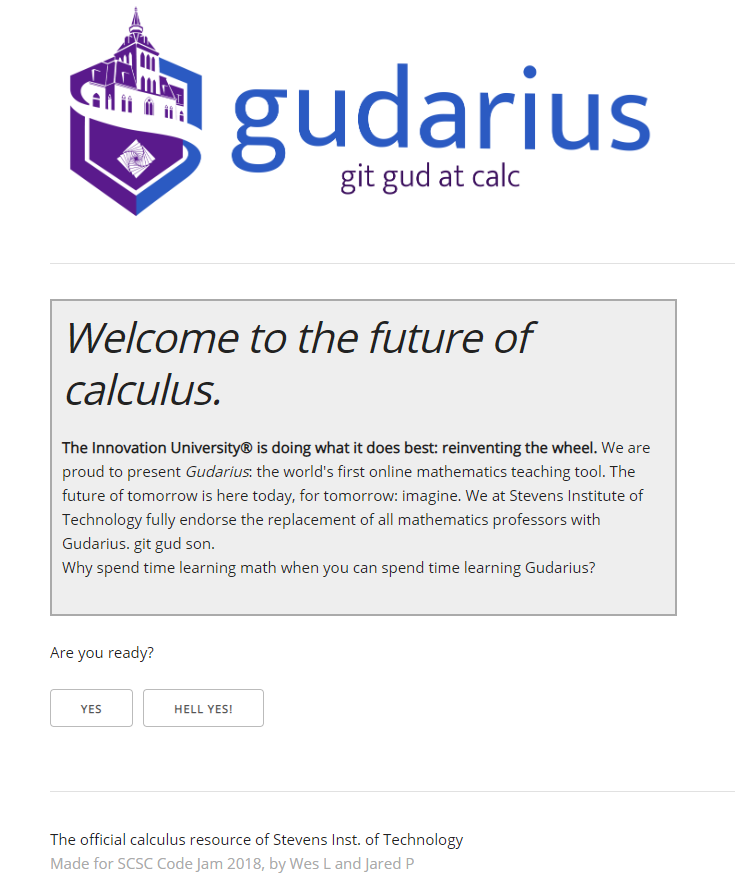 gudarius
git gud at calc
Welcome to the future of
calculus.
The Innovation University® is doing what it does best: reinventing the wheel. We are
proud to present Gudarius: the world's first online mathematics teaching tool. The
future of tomorrow is here today, for tomorrow: imagine. We at Stevens Institute of
Technology fully endorse the replacement of all mathematics professors with
Gudarius. git gud son.
Why spend time learning math when you can spend time learning Gudarius?
Are you ready?
YES
HELL YES!
The official calculus resource of Stevens Inst. of Technology
Made for SCSC Code Jam 2018, by Wes L and Jared P